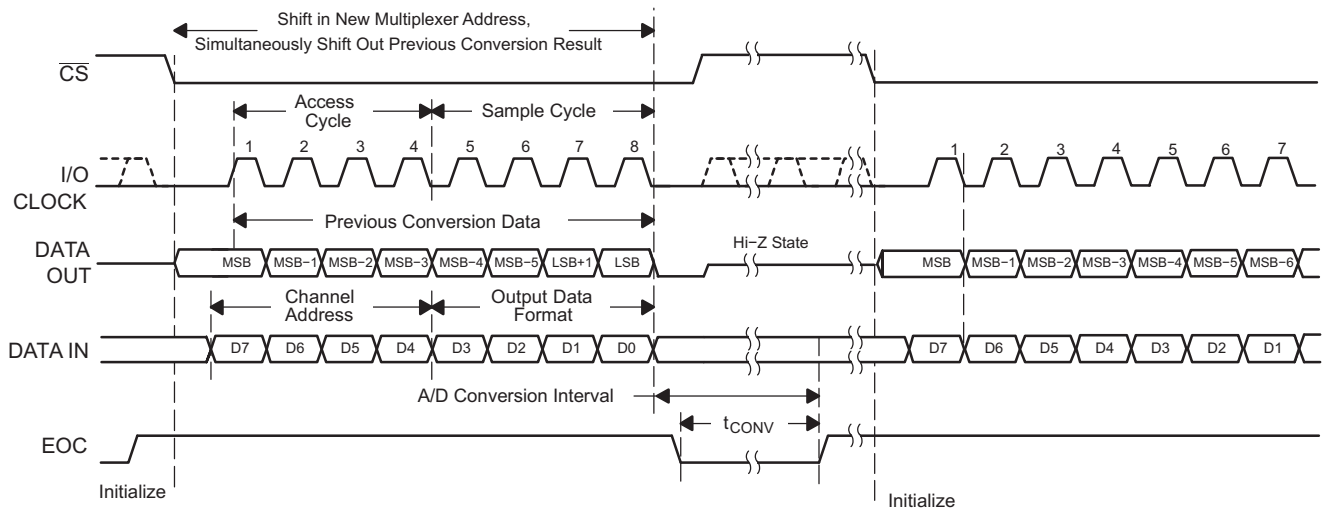 Shift in New Multiplexer Address,
Simultaneously Shift Out Previous Conversion Result
CS
Access
Cycle
Sample Cycle
1 2 3 4 5 6 7 8 1 2 3 4 5 6 7
I/O
CLOCK
Previous Conversion Data
DATA
OUT
MSB MSB−1 MSB−2 MSB−3 MSB−4 MSB−5 LSB+1 LSB
Hi−Z State
MSB MSB−1 MSB−2 MSB−3 MSB−4 MSB−5 MSB−6
Channel
Address
Output Data
Format
DATA IN
D7 D6 D5 D4 D3 D2 D1 D0
D7 D6 D5 D4 D3 D2 D1
A/D Conversion Interval
tCONV
EOC
Initialize
Initialize